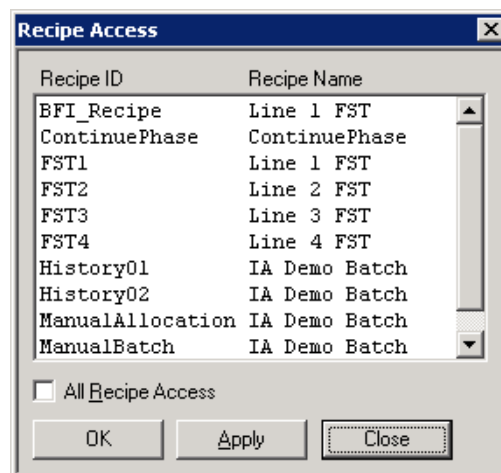 Recipe Access
Recipe ID Recipe Name
BFI_Recipe Line 1 FST
ContinuePhase ContinuePhase
FST1 Line 1 FST
FST2 Line 2 FST
FST3 Line 3 FST
FST4 Line 4 FST
History01 IA Demo Batch
History02 IA Demo Batch
ManualAllocation IA Demo Batch
ManualBatch IA Demo Batch
All Recipe Access
OK Apply Close